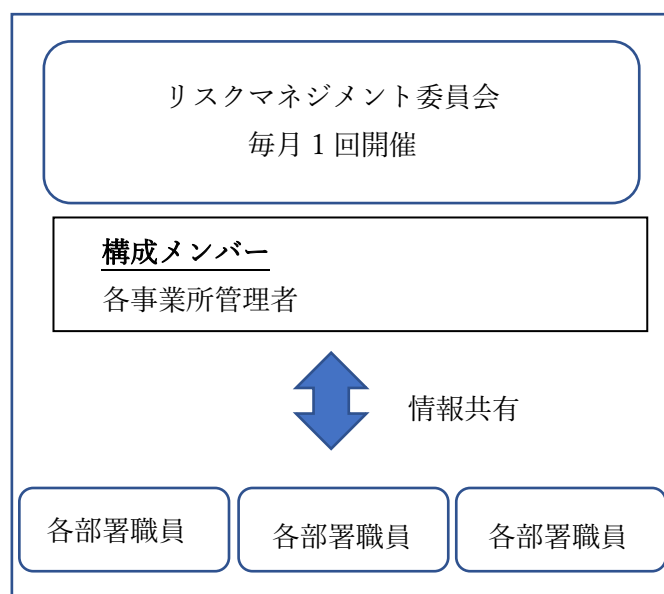 リスクマネジメント委員会
毎月１回開催
構成メンバー
各事業所管理者
情報共有
各部署職員
各部署職員
各部署職員